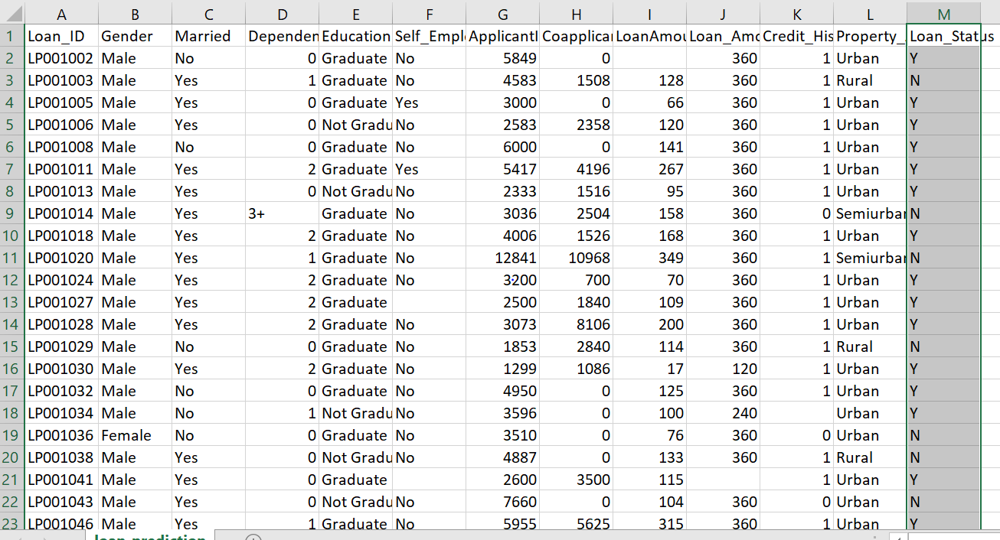 A B C D E F G H I J K L M
1 Loan_ID Gender Married Dependen Education Self_Empl ApplicantI Coapplica LoanAmou Loan_Amo Credit_His Property_ Loan_Status
2 LP001002 Male No 0 Graduate No 5849 0 360 1 Urban Y
3 LP001003 Male Yes 1 Graduate No 4583 1508 128 360 1 Rural N
4 LP001005 Male Yes 0 Graduate Yes 3000 0 66 360 1 Urban Y
5 LP001006 Male Yes 0 Not Gradu No 2583 2358 120 360 1 Urban Y
6 LP001008 Male No 0 Graduate No 6000 0 141 360 1 Urban Y
7 LP001011 Male Yes 2 Graduate Yes 5417 4196 267 360 1 Urban Y
8 LP001013 Male Yes 0 Not Gradu No 2333 1516 95 360 1 Urban Y
9 LP001014 Male Yes 3+ Graduate No 3036 2504 158 360 0 Semiurban N
10 LP001018 Male Yes 2 Graduate No 4006 1526 168 360 1 Urban Y
11 LP001020 Male Yes 1 Graduate No 12841 10968 349 360 1 Semiurban N
12 LP001024 Male Yes 2 Graduate No 3200 700 70 360 1 Urban Y
13 LP001027 Male Yes 2 Graduate 2500 1840 109 360 1 Urban Y
14 LP001028 Male Yes 2 Graduate No 3073 8106 200 360 1 Urban Y
15 LP001029 Male No 0 Graduate No 1853 2840 114 360 1 Rural N
16 LP001030 Male Yes 2 Graduate No 1299 1086 17 120 1 Urban Y
17 LP001032 Male No 0 Graduate No 4950 0 125 360 1 Urban Y
18 LP001034 Male No 1 Not Gradu No 3596 0 100 240 Urban Y
19 LP001036 Female No 0 Graduate No 3510 0 76 360 0 Urban N
20 LP001038 Male Yes 0 Not Gradu No 4887 0 133 360 1 Rural N
21 LP001041 Male Yes 0 Graduate 2600 3500 115 1 Urban Y
22 LP001043 Male Yes 0 Not Gradu No 7660 0 104 360 0 Urban N
23 LP001046 Male Yes 1 Graduate No 5955 5625 315 360 1 Urban Y
loan prediction